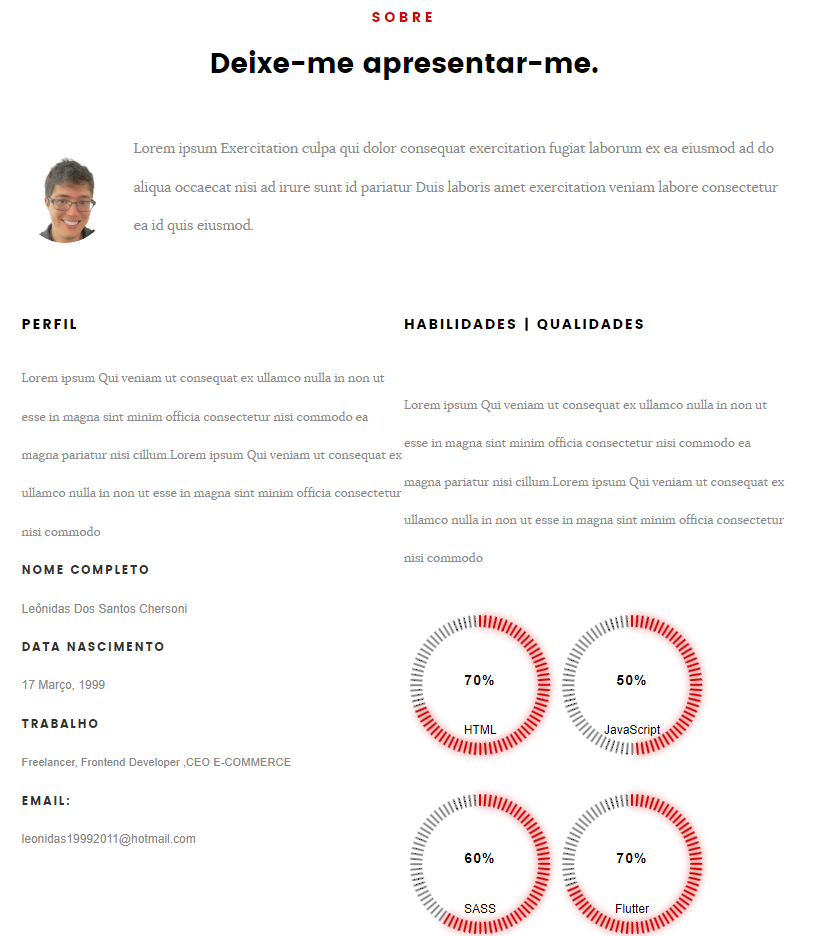 SOBRE
Deixe-me apresentar-me.
Lorem ipsum Exercitation culpa qui dolor consequat exercitation fugiat laborum ex ea eiusmod ad do
aliqua occaecat nisi ad irure sunt id pariatur Duis laboris amet exercitation veniam labore consectetur
ea id quis eiusmod.
PERFIL
Lorem ipsum Qui veniam ut consequat ex ullamco nulla in non ut
esse in magna sint minim officia consectetur nisi commodo ea
magna pariatur nisi cillum.Lorem ipsum Qui veniam ut consequat ex
ullamco nulla in non ut esse in magna sint minim officia consectetur
nisi commodo
NOME COMPLETO
Leônidas Dos Santos Chersoni
DATA NASCIMENTO
17 Março, 1999
TRABALHO
Freelancer, Frontend Developer ,CEO E-COMMERCE
EMAIL:
leonidas19992011@hotmail.com
HABILIDADES | QUALIDADES
Lorem ipsum Qui veniam ut consequat ex ullamco nulla in non ut
esse in magna sint minim officia consectetur nisi commodo ea
magna pariatur nisi cillum.Lorem ipsum Qui veniam ut consequat ex
ullamco nulla in non ut esse in magna sint minim officia consectetur
nisi commodo
70%
HTML
50%
JavaScript
60%
SASS
70%
Flutter